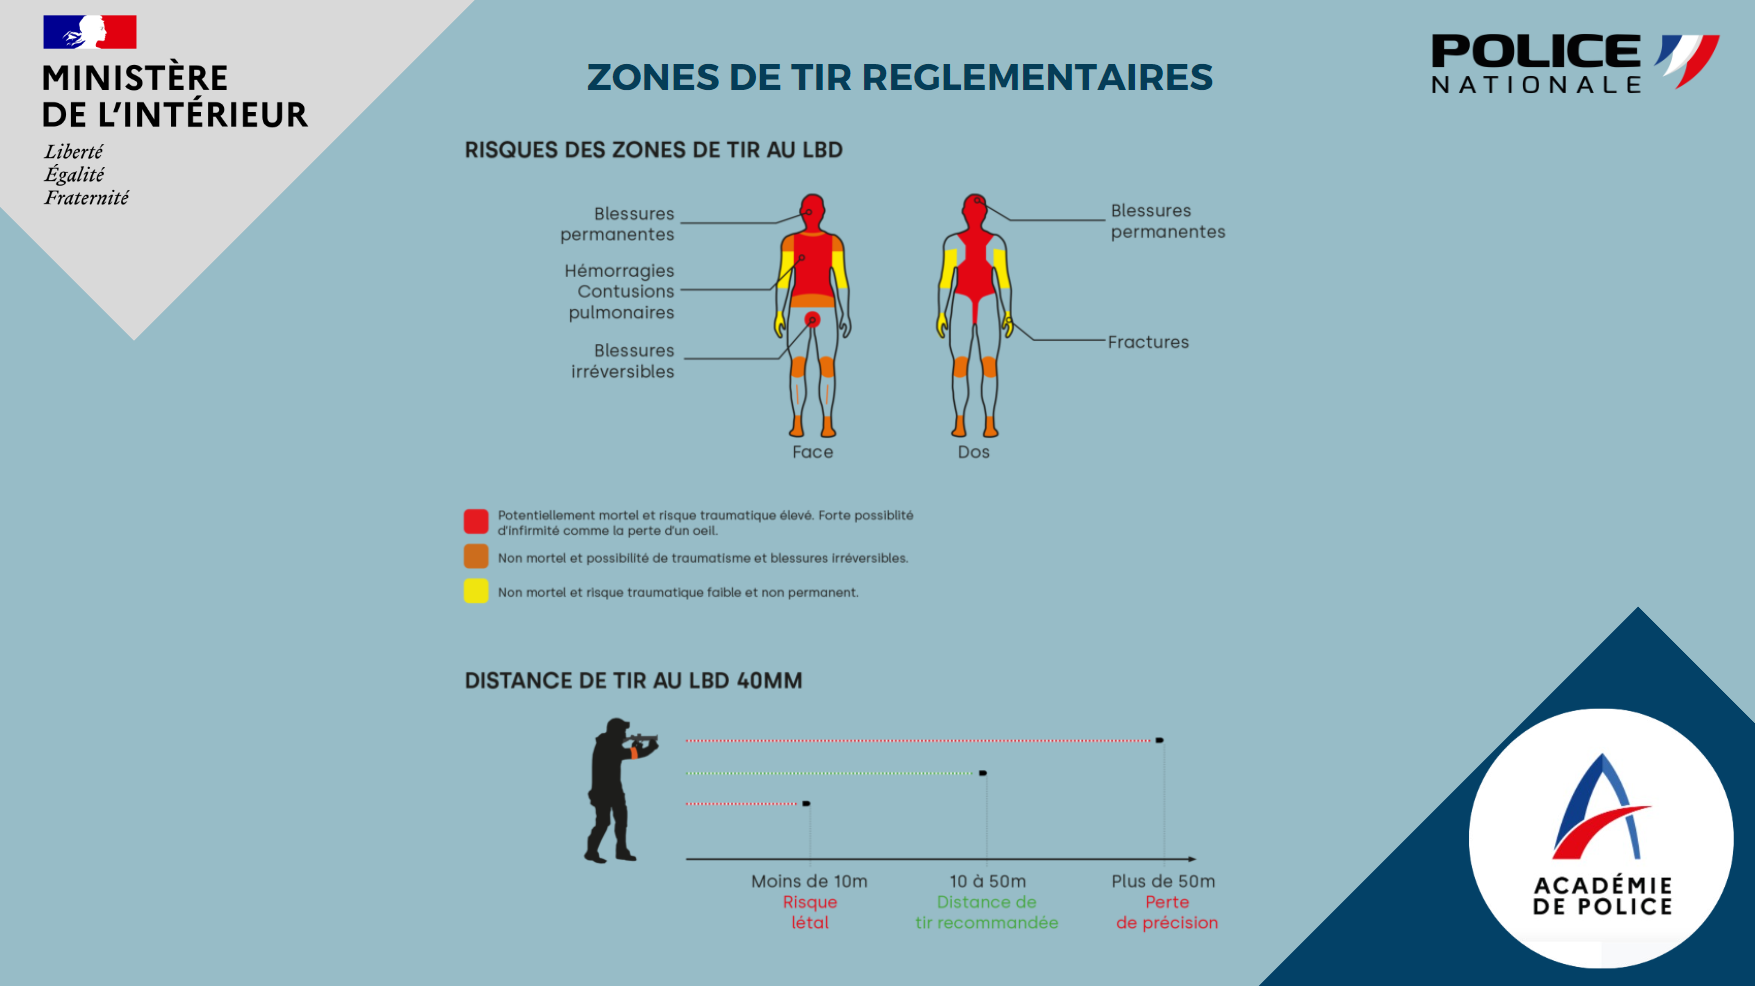 MINISTÈRE
DE L'INTÉRIEUR
Liberté
Égalité
Fraternité
ZONES DE TIR REGLEMENTAIRES
POLICE
NATIONALE
RISQUES DES ZONES DE TIR AU LBD
Blessures
permanentes
Hémorragies
Contusions
pulmonaires
Blessures
irréversibles
Blessures
permanentes
Fractures
Face
Dos
Potentiellement mortel et risque traumatique élevé. Forte possiblité
d'infirmité comme la perte d'un oeil.
Non mortel et possibilité de traumatisme et blessures irréversibles.
Non mortel et risque traumatique faible et non permanent.
DISTANCE DE TIR AU LBD 40MM
Moins de 10m
Risque
létal
10 à 50m
Distance de
tir recommandée
Plus de 50m
Perte
de précision
ACADÉMIE
DE POLICE